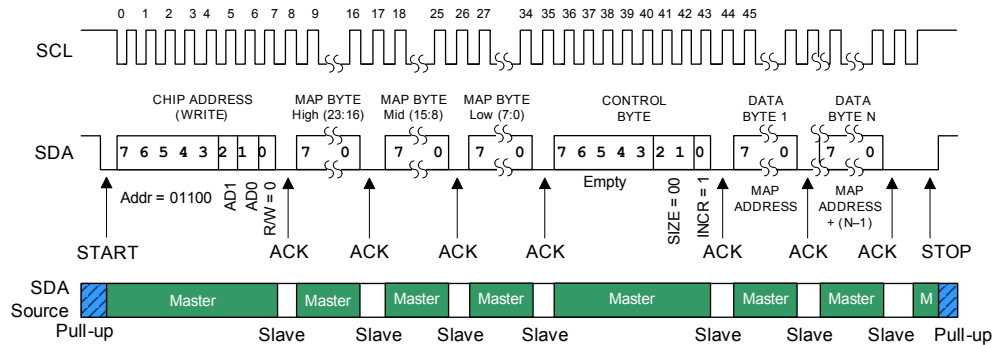 0 1 2 3 4 5 6 7 8 9 16 17 18 25 26 27 34 35 36 37 38 39 40 41 42 43 44 45
SCL
CHIP ADDRESS (WRITE)
MAP BYTE High (23:16)
MAP BYTE Mid (15:8)
MAP BYTE Low (7:0)
CONTROL BYTE
DATA BYTE 1
DATA BYTE N
SDA
7 6 5 4 3 2 1 0 7 0 7 0 7 0 7 6 5 4 3 2 1 0 7 0 7 0
Addr = 01100
AD1
AD0
R/W = 0
Empty
SIZE = 00
INCR = 1
MAP ADDRESS
MAP ADDRESS + (N–1)
START ACK ACK ACK ACK ACK ACK ACK STOP
SDA Source
Master Master Master Master Master Master Master M
Pull-up Slave Slave Slave Slave Slave Slave Slave Pull-up